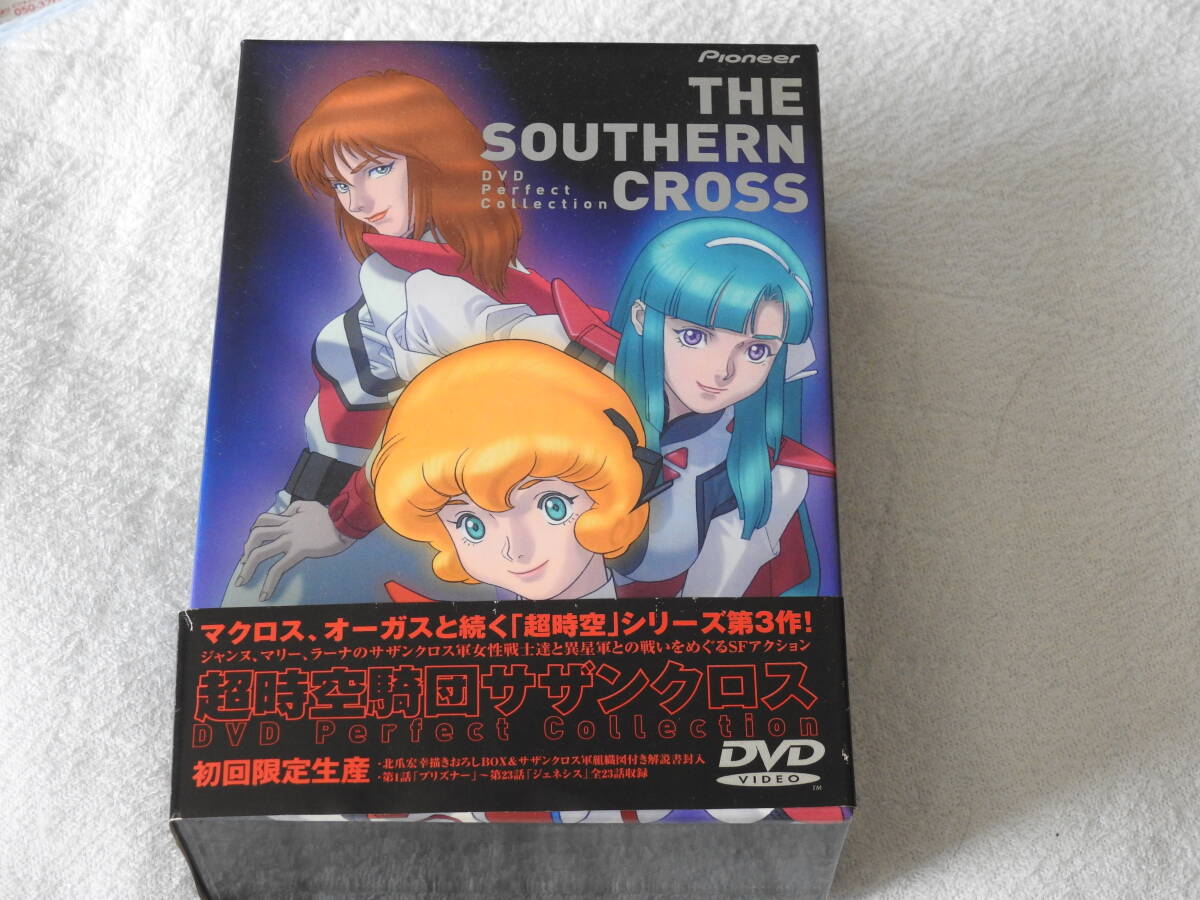 050-37
Pioneer
THE
SOUTHERN
CROSS
DVD
Perfect
Collection
マクロス、オーガスと続く「超時空」シリーズ第3作!
ジャンヌ、マリー、ラーナのサザンクロス軍女性戦士達と異星軍との戦いをめぐるSFアクション
超時空騎団サザンクロス
DVD Perfect Collection
初回限定生産
・北爪宏幸描きおろしBOX&サザンクロス軍組織図付き解説書封入
・第1話「プリズナー」～第23話「ジェネシス」全23話収録
DVD
VIDEO
TM